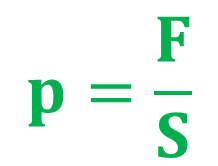 p = F/S